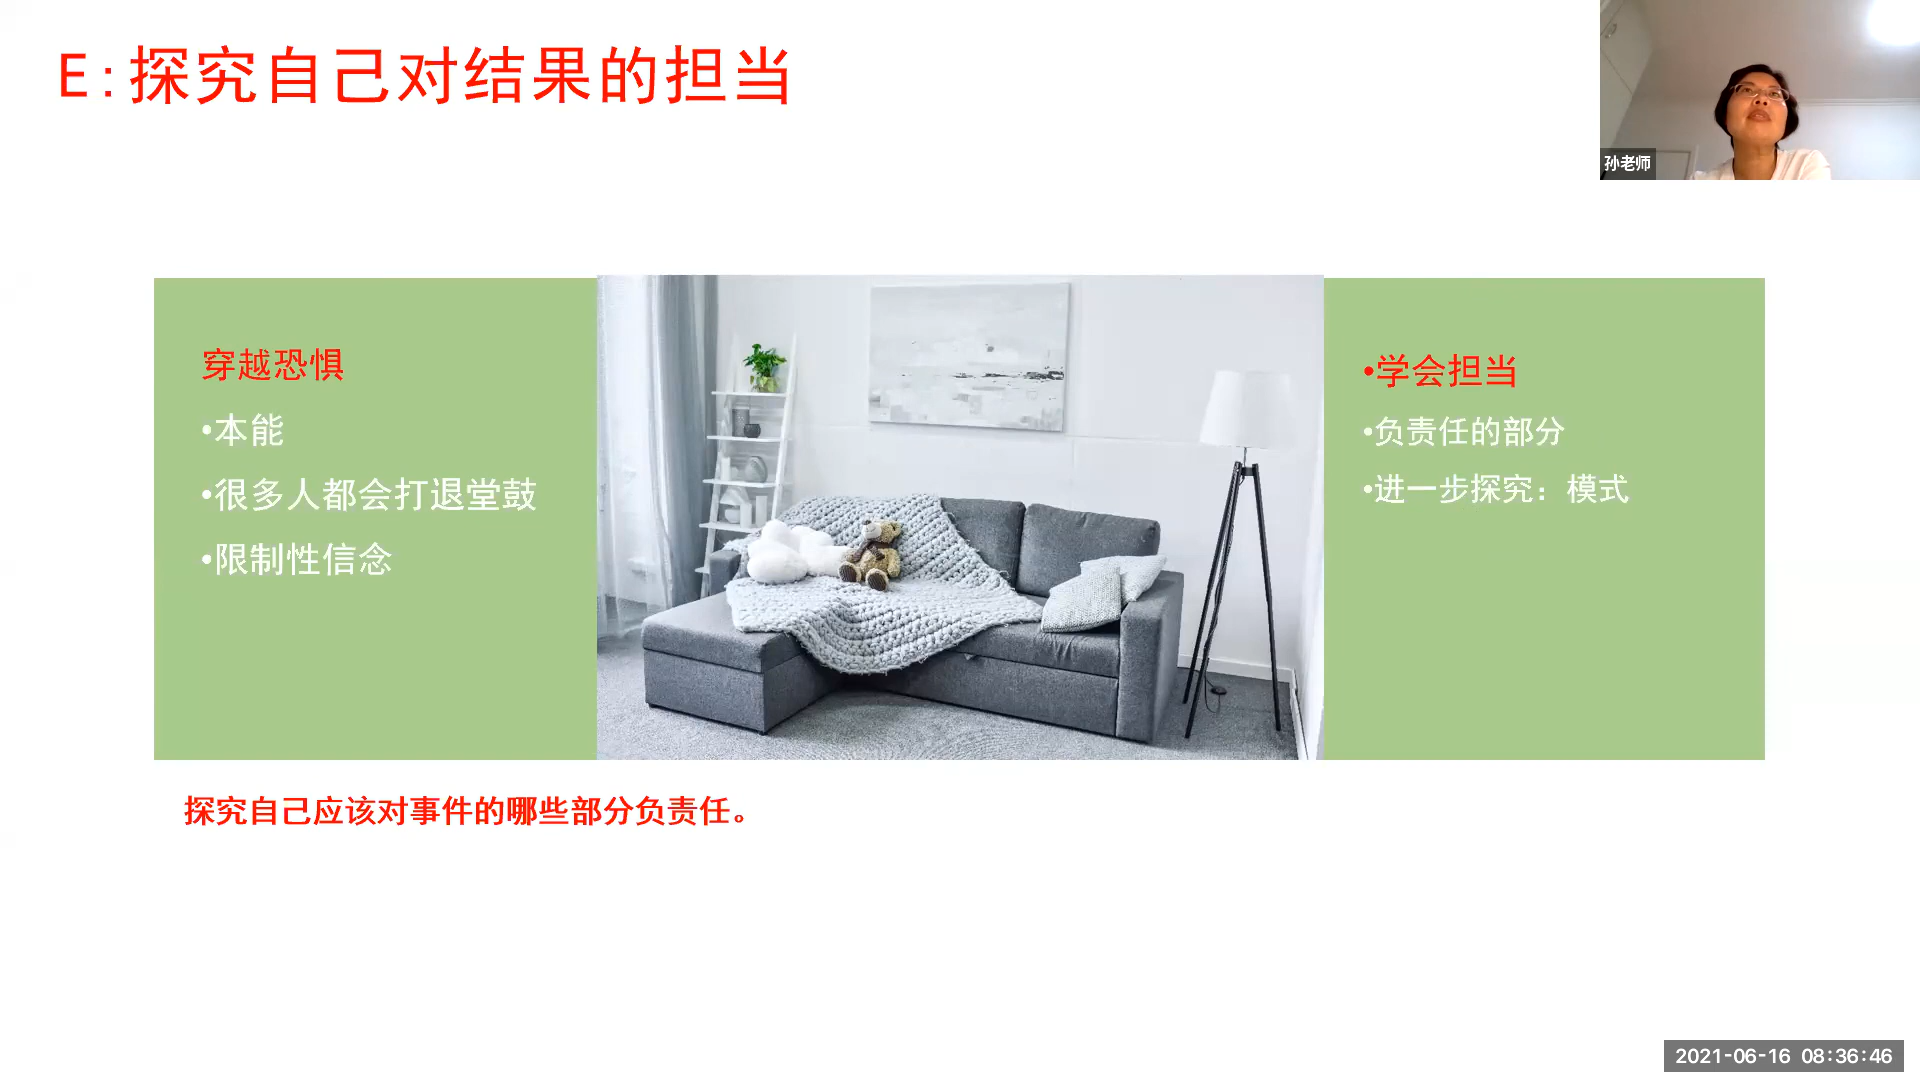 E:探究自己对结果的担当
孙老师
穿越恐惧
•本能
•很多人都会打退堂鼓
•限制性信念
•学会担当
•负责任的部分
•进一步探究：模式
探究自己应该对事件的哪些部分负责任。
2021-06-16 08:36:46